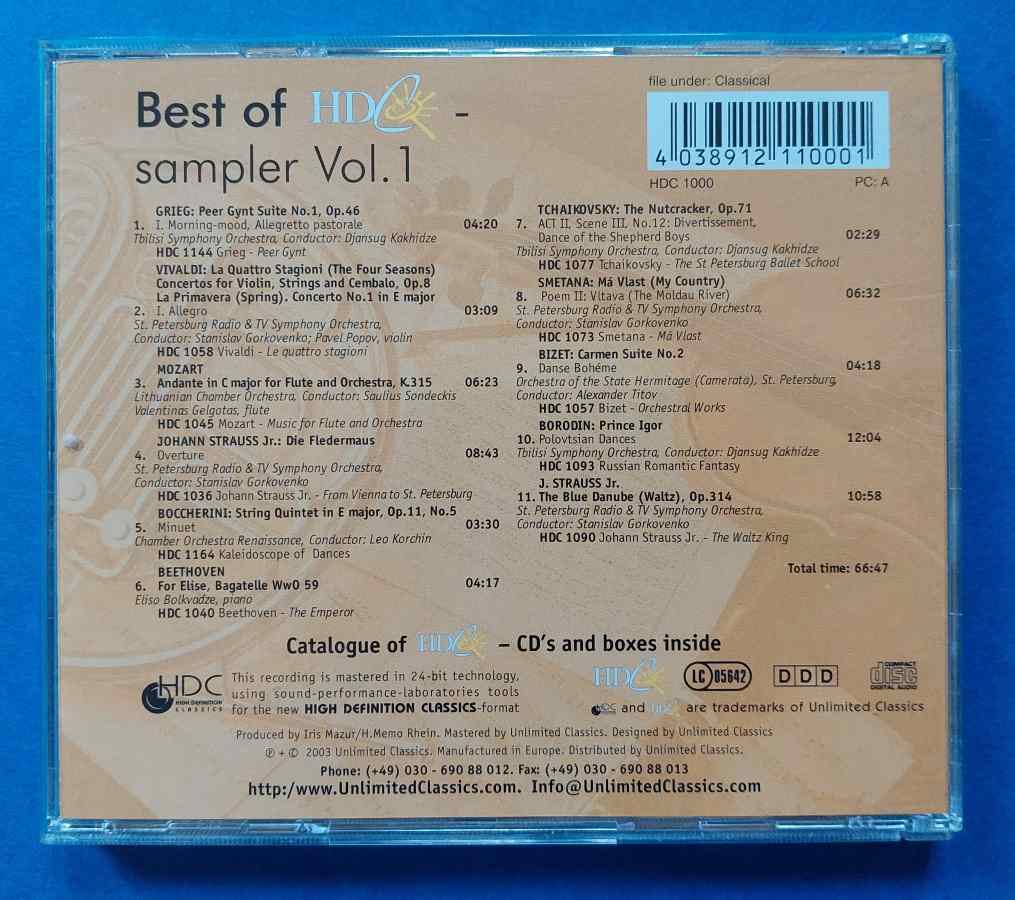 Best of HDC -
sampler Vol.1
file under: Classical
4 038912 110001
HDC 1000 PC: A
GRIEG: Peer Gynt Suite No.1, Op.46
1. I. Morning-mood, Allegretto pastorale 04:20
Tbilisi Symphony Orchestra, Conductor: Djansug Kakhidze
HDC 1144 Grieg - Peer Gynt
VIVALDI: La Quattro Stagioni (The Four Seasons)
Concertos for Violin, Strings and Cembalo, Op.8
La Primavera (Spring). Concerto No.1 in E major
2. I. Allegro 03:09
St. Petersburg Radio & TV Symphony Orchestra,
Conductor: Stanislav Gorkovenko; Pavel Popov, violin
HDC 1058 Vivaldi - Le quattro stagioni
MOZART
3. Andante in C major for Flute and Orchestra, K.315 06:23
Lithuanian Chamber Orchestra, Conductor: Saulius Sondeckis
Valentinas Gelgotas, flute
HDC 1045 Mozart - Music for Flute and Orchestra
JOHANN STRAUSS Jr.: Die Fledermaus
4. Overture 08:43
St. Petersburg Radio & TV Symphony Orchestra,
Conductor: Stanislav Gorkovenko
HDC 1036 Johann Strauss Jr. - From Vienna to St. Petersburg
BOCCHERINI: String Quintet in E major, Op.11, No.5
5. Minuet 03:30
Chamber Orchestra Renaissance, Conductor: Leo Korchin
HDC 1164 Kaleidoscope of Dances
BEETHOVEN
6. For Elise, Bagatelle WwO 59 04:17
Eliso Bolkvadze, piano
HDC 1040 Beethoven - The Emperor
TCHAIKOVSKY: The Nutcracker, Op.71
7. ACT II, Scene III, No.12: Divertissement,
Dance of the Shepherd Boys 02:29
Tbilisi Symphony Orchestra, Conductor: Djansug Kakhidze
HDC 1077 Tchaikovsky - The St Petersburg Ballet School
SMETANA: Má Vlast (My Country)
8. Poem II: Vltava (The Moldau River) 06:32
St. Petersburg Radio & TV Symphony Orchestra,
Conductor: Stanislav Gorkovenko
HDC 1073 Smetana - Má Vlast
BIZET: Carmen Suite No.2
9. Danse Bohéme 04:18
Orchestra of the State Hermitage (Camerata), St. Petersburg,
Conductor: Alexander Titov
HDC 1057 Bizet - Orchestral Works
BORODIN: Prince Igor
10. Polovtsian Dances 12:04
Tbilisi Symphony Orchestra, Conductor: Djansug Kakhidze
HDC 1093 Russian Romantic Fantasy
J. STRAUSS Jr.
11. The Blue Danube (Waltz), Op.314 10:58
St. Petersburg Radio & TV Symphony Orchestra,
Conductor: Stanislav Gorkovenko
HDC 1090 Johann Strauss Jr. - The Waltz King
Total time: 66:47
Catalogue of HDC – CD's and boxes inside
HDC
HIGH DEFINITION
CLASSICS
This recording is mastered in 24-bit technology,
using sound-performance-laboratories tools
for the new HIGH DEFINITION CLASSICS-format
HDC
LC 05642
DDD
COMPACT
disc
DIGITAL AUDIO
HDC and HDC are trademarks of Unlimited Classics
Produced by Iris Mazur/H.Memo Rhein. Mastered by Unlimited Classics. Designed by Unlimited Classics
℗ + © 2003 Unlimited Classics. Manufactured in Europe. Distributed by Unlimited Classics.
Phone: (+49) 030 - 690 88 012. Fax: (+49) 030 - 690 88 013
http:/www.UnlimitedClassics.com. Info@UnlimitedClassics.com